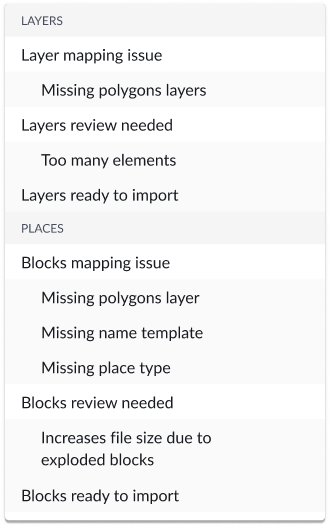 LAYERS
Layer mapping issue
Missing polygons layers
Layers review needed
Too many elements
Layers ready to import
PLACES
Blocks mapping issue
Missing polygons layer
Missing name template
Missing place type
Blocks review needed
Increases file size due to
exploded blocks
Blocks ready to import